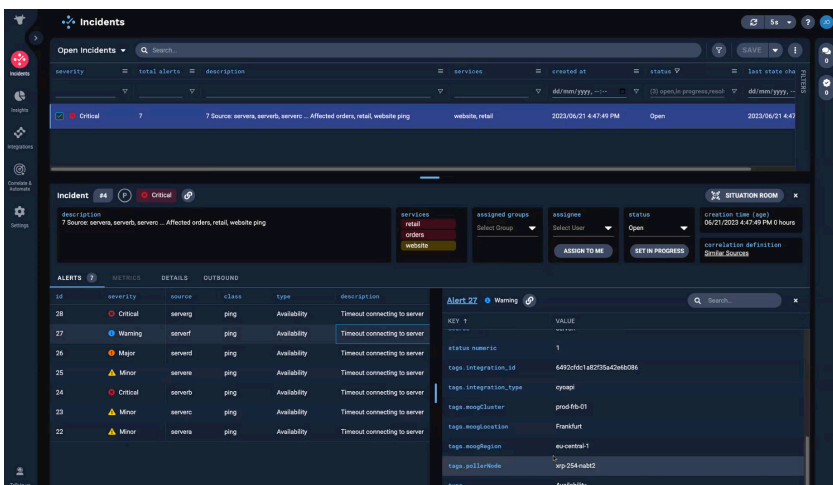 Incidents
5s
?
JO
Open Incidents
Search...
SAVE
severity total alerts description services created at status last state cha
dd/mm/yyyy, --:-- (3) open,in progress,resol dd/mm/yyyy, --
FILTERS
0
0
Critical 7 7 Source: servera, serverb, serverc ... Affected orders, retail, website ping website, retail 2023/06/21 4:47:49 PM Open 2023/06/21 4:47
Incidents
Insights
Integrations
Correlate &
Automate
Settings
Incident #4 P Critical SITUATION ROOM x
description services assigned groups assignee status creation time (age)
7 Source: servera, serverb, serverc ... Affected orders, retail, website ping retail Select Group Select User Open 06/21/2023 4:47:49 PM 0 hours
orders
website ASSIGN TO ME SET IN PROGRESS correlation definition
Similar Sources
ALERTS 7 METRICS DETAILS OUTBOUND
id severity source class type description
28 Critical serverg ping Availability Timeout connecting to server
27 Warning serverf ping Availability Timeout connecting to server
26 Major serverd ping Availability Timeout connecting to server
25 Minor servere ping Availability Timeout connecting to server
24 Critical serverb ping Availability Timeout connecting to server
23 Minor serverc ping Availability Timeout connecting to server
22 Minor servera ping Availability Timeout connecting to server
Alert 27 Warning Search... x
KEY ↑ VALUE
status numeric 1
tags.integration_id 6492cfdc1a82f35a42e6b086
tags.integration_type cyoapi
tags.moogCluster prod-frb-01
tags.moogLocation Frankfurt
tags.moogRegion eu-central-1
tags.pollerNode xrp-254-nabt2
type Availability